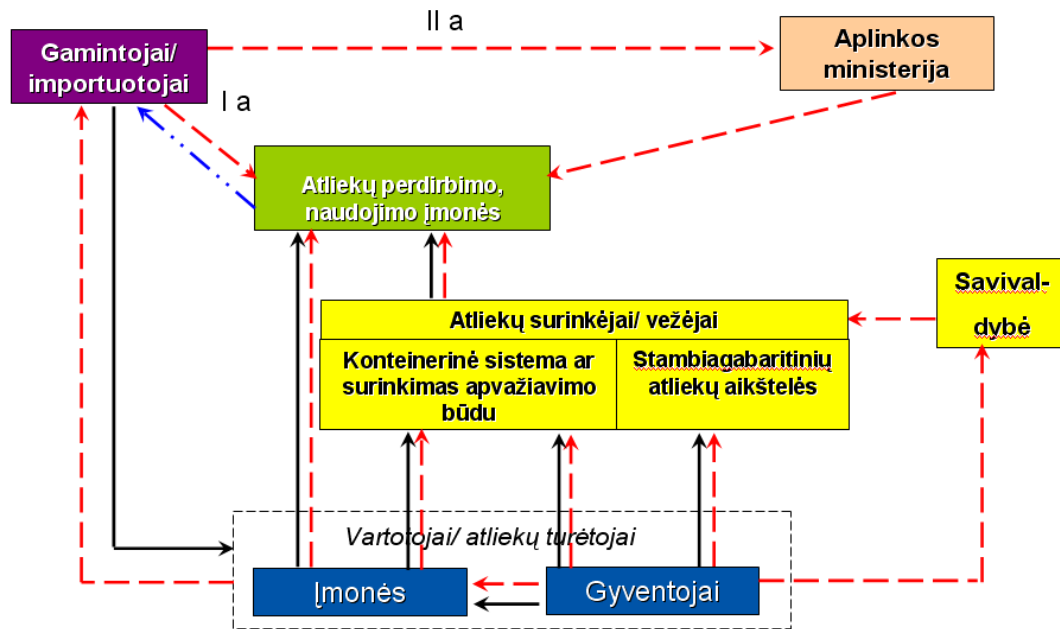 II a
Gamintojai/
importuotojai
Aplinkos
ministerija
I a
Atliekų perdirbimo,
naudojimo įmonės
Savival-
dybė
Atliekų surinkėjai/ vežėjai
Konteinerinė sistema ar
surinkimas apvažiavimo
būdu
Stambiagabaritinių
atliekų aikštelės
Vartotojai/ atliekų turėtojai
Įmonės
Gyventojai